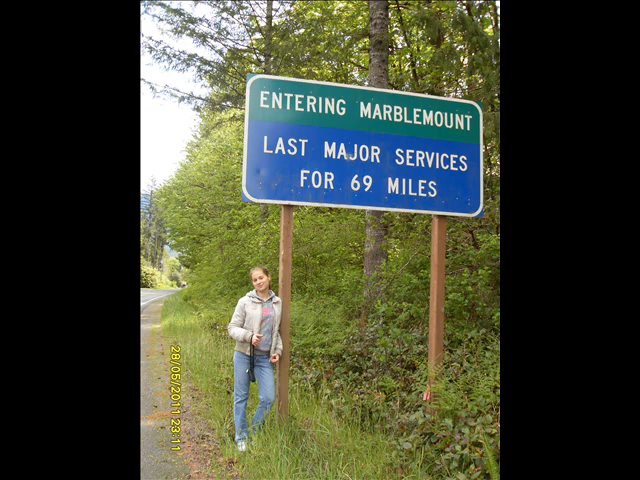 ENTERING MARBLEMOUNT
LAST MAJOR SERVICES
FOR 69 MILES
28/05/2011 23:11